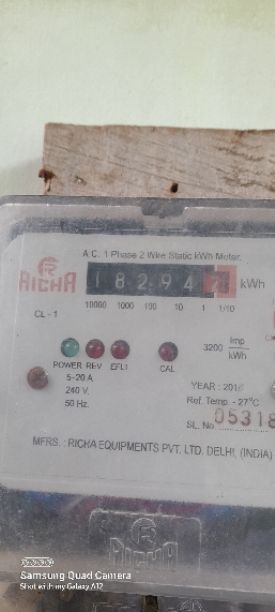 A.C. 1 Phase 2 Wire Static kWh Meter.
RICHA
18294 kWh
10000 1000 100 10 1 1/10
CL - 1
3200 Imp
kWh
POWER REV EFL1 CAL
5-20 A
240 V.
50 Hz.
YEARː 201
Ref. Temp. - 27°C
SL. No. 05318
MFRS. : RICHA EQUIPMENTS PVT. LTD. DELHI, (INDIA)
RICHA
Samsung Quad Camera
Shot with my Galaxy A12